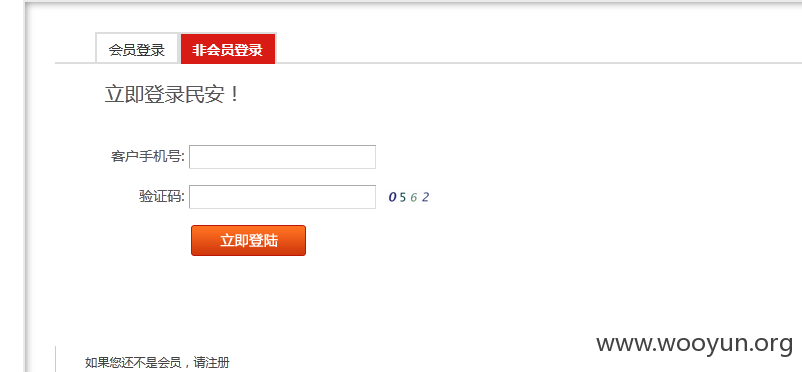 会员登录 非会员登录
立即登录民安！
客户手机号:
验证码: 0562
立即登陆
www.wooyun.org
如果您还不是会员，请注册